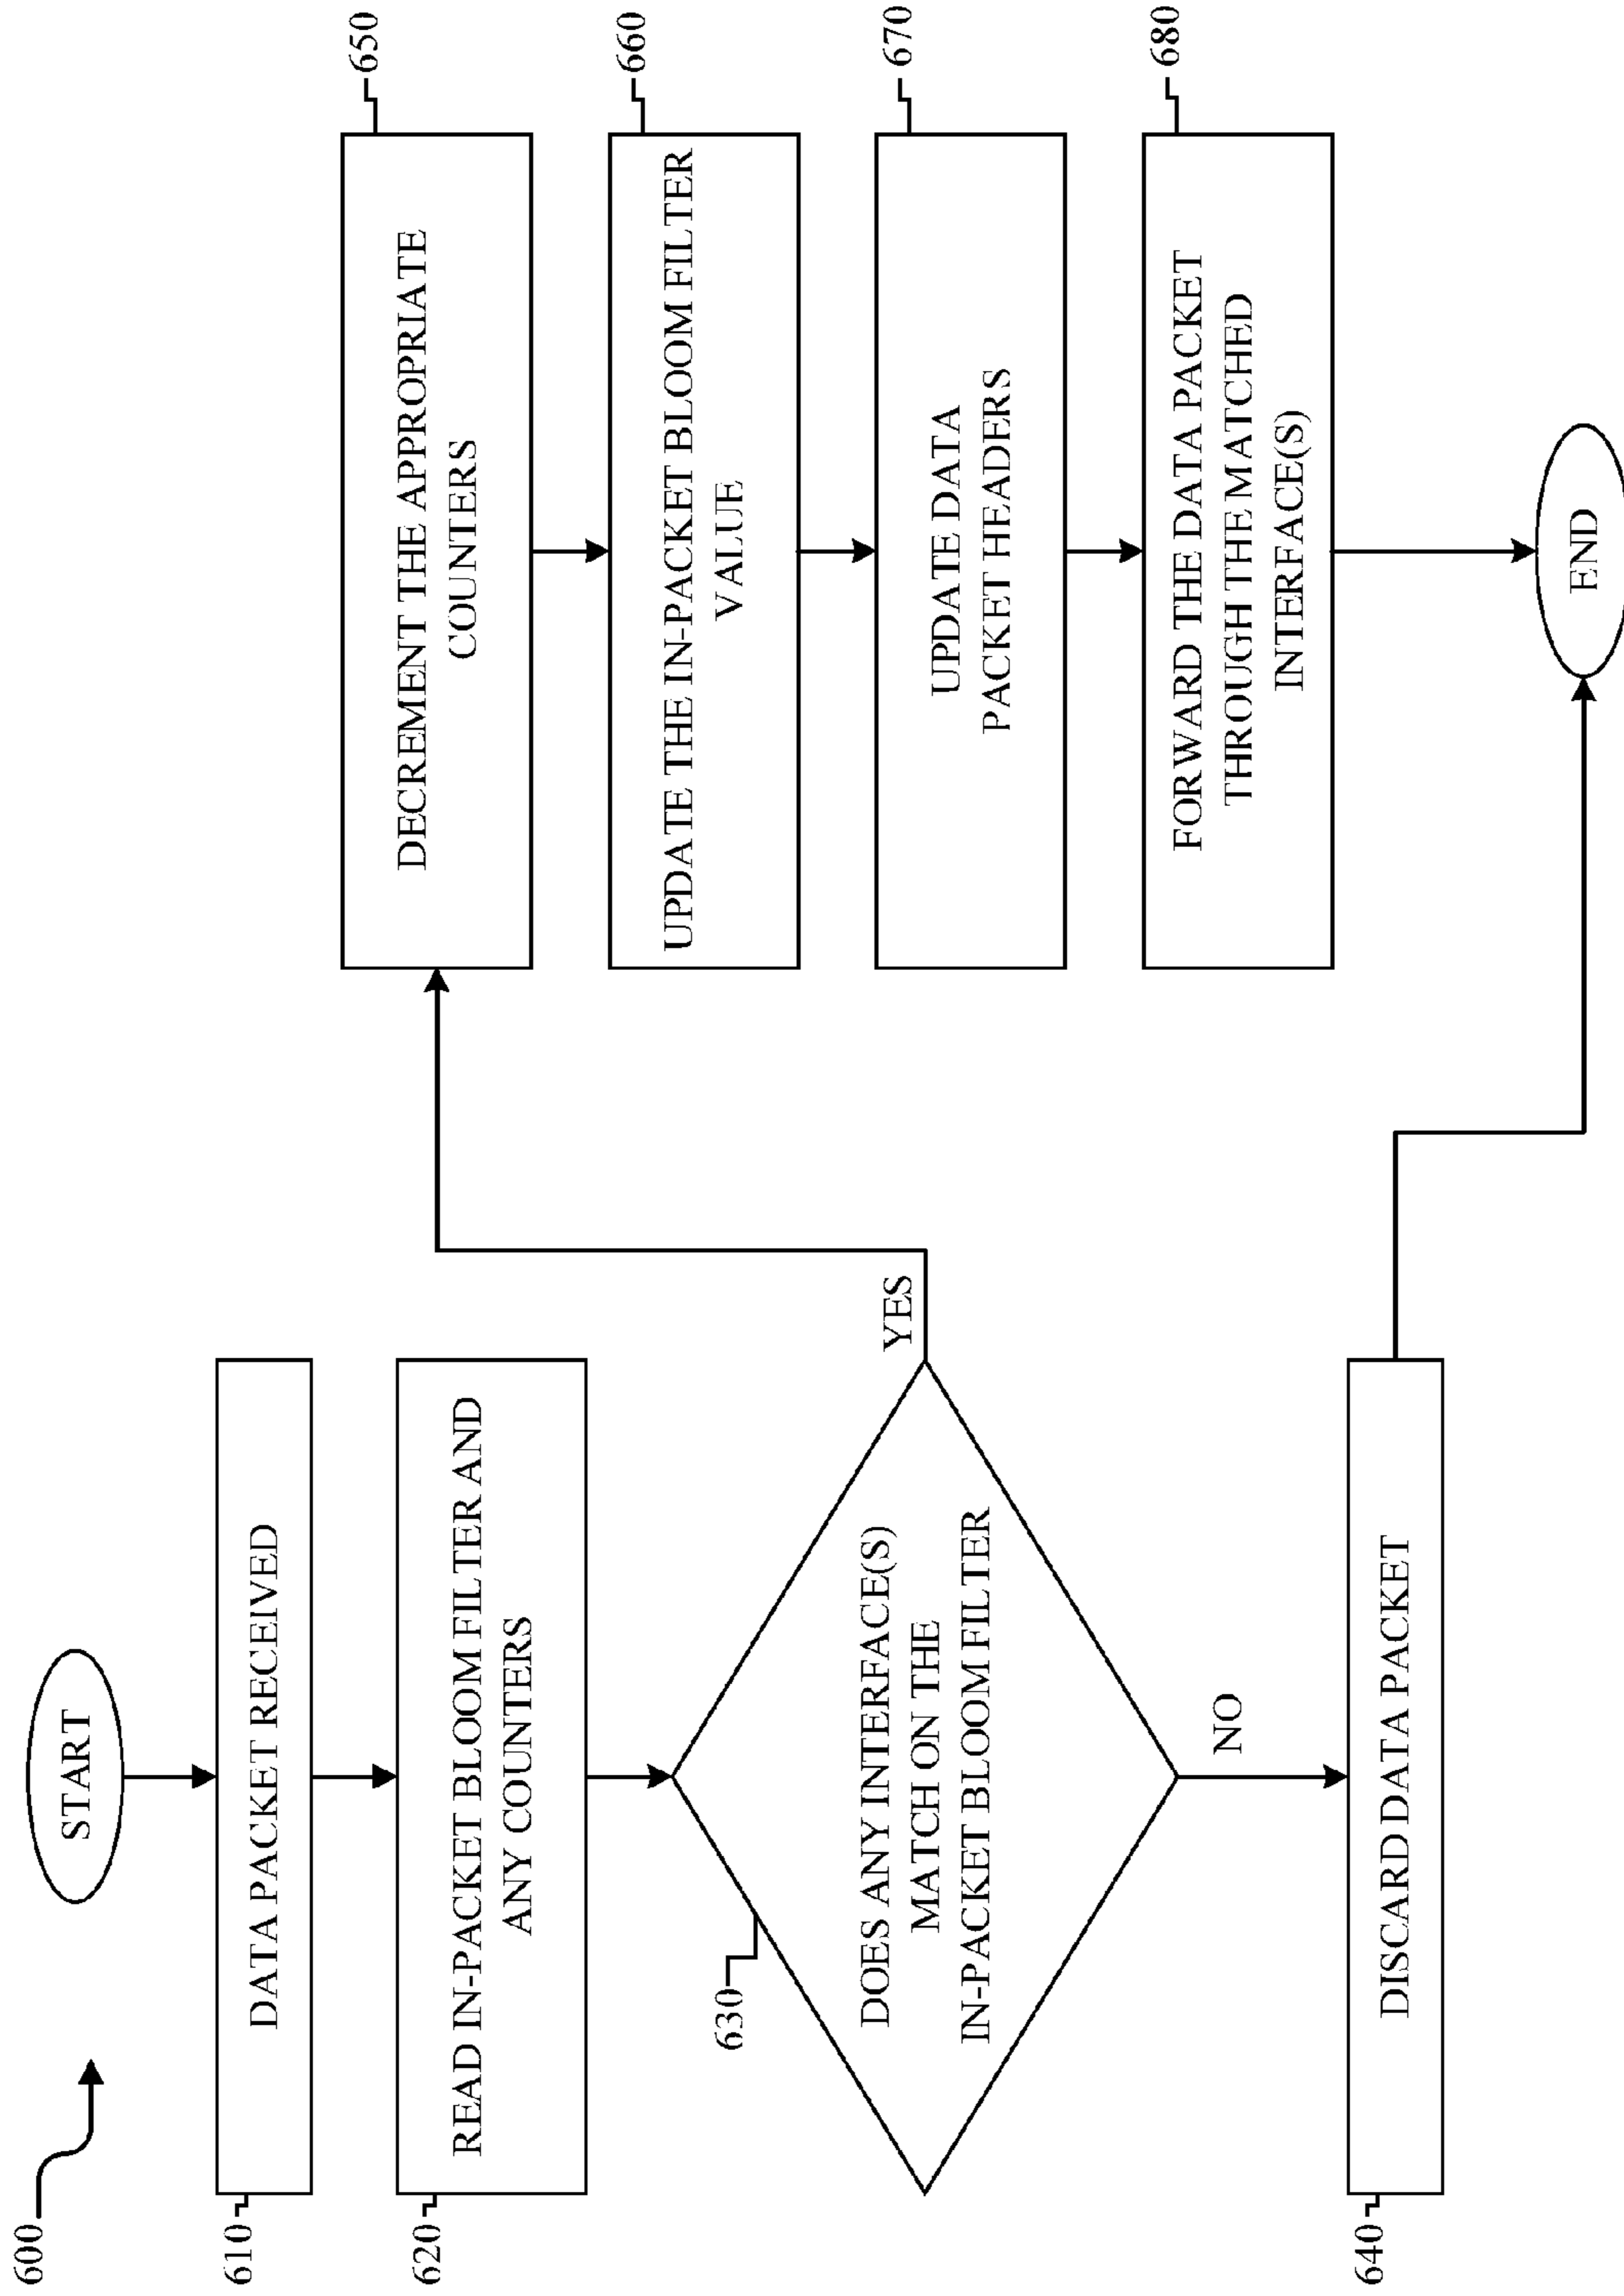 600
START
610
DATA PACKET RECEIVED
620
READ IN-PACKET BLOOM FILTER AND
ANY COUNTERS
630
DOES ANY INTERFACE(S)
MATCH ON THE
IN-PACKET BLOOM FILTER
YES
NO
640
DISCARD DATA PACKET
650
DECREMENT THE APPROPRIATE
COUNTERS
660
UPDATE THE IN-PACKET BLOOM FILTER
VALUE
670
UPDATE DATA
PACKET HEADERS
680
FORWARD THE DATA PACKET
THROUGH THE MATCHED
INTERFACE(S)
END